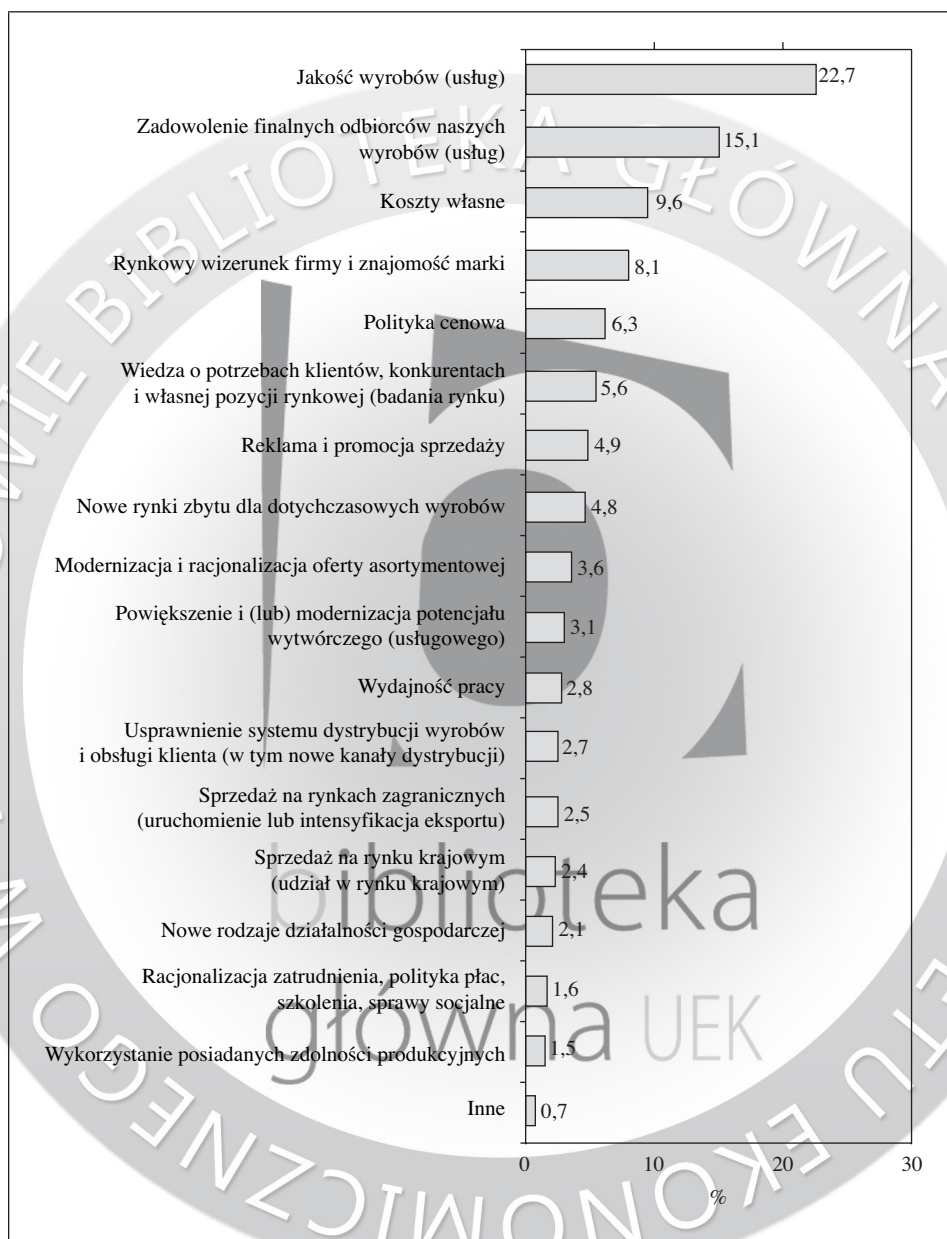 Jakość wyrobów (usług) 22,7
Zadowolenie finalnych odbiorców naszych
wyrobów (usług) 15,1
Koszty własne 9,6
Rynkowy wizerunek firmy i znajomość marki 8,1
Polityka cenowa 6,3
Wiedza o potrzebach klientów, konkurentach
i własnej pozycji rynkowej (badania rynku) 5,6
Reklama i promocja sprzedaży 4,9
Nowe rynki zbytu dla dotychczasowych wyrobów 4,8
Modernizacja i racjonalizacja oferty asortymentowej 3,6
Powiększenie i (lub) modernizacja potencjału
wytwórczego (usługowego) 3,1
Wydajność pracy 2,8
Usprawnienie systemu dystrybucji wyrobów
i obsługi klienta (w tym nowe kanały dystrybucji) 2,7
Sprzedaż na rynkach zagranicznych
(uruchomienie lub intensyfikacja eksportu) 2,5
Sprzedaż na rynku krajowym
(udział w rynku krajowym) 2,4
Nowe rodzaje działalności gospodarczej 2,1
Racjonalizacja zatrudnienia, polityka płac,
szkolenia, sprawy socjalne 1,6
Wykorzystanie posiadanych zdolności produkcyjnych 1,5
Inne 0,7
0 10 20 30
%
BIBLIOTEKA GŁÓWNA
biblioteka
główna UEK